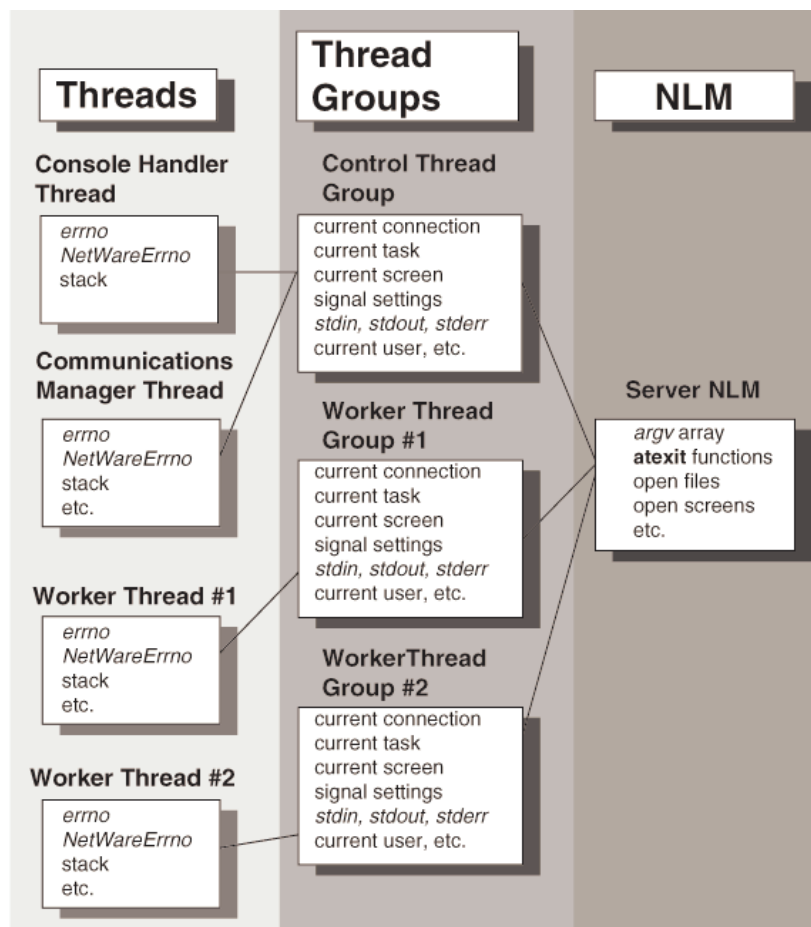 Threads
Console Handler
Thread
errno
NetWareErrno
stack
Communications
Manager Thread
errno
NetWareErrno
stack
etc.
Worker Thread #1
errno
NetWareErrno
stack
etc.
Worker Thread #2
errno
NetWareErrno
stack
etc.
Thread
Groups
Control Thread
Group
current connection
current task
current screen
signal settings
stdin, stdout, stderr
current user, etc.
Worker Thread
Group #1
current connection
current task
current screen
signal settings
stdin, stdout, stderr
current user, etc.
WorkerThread
Group #2
current connection
current task
current screen
signal settings
stdin, stdout, stderr
current user, etc.
NLM
Server NLM
argv array
atexit functions
open files
open screens
etc.